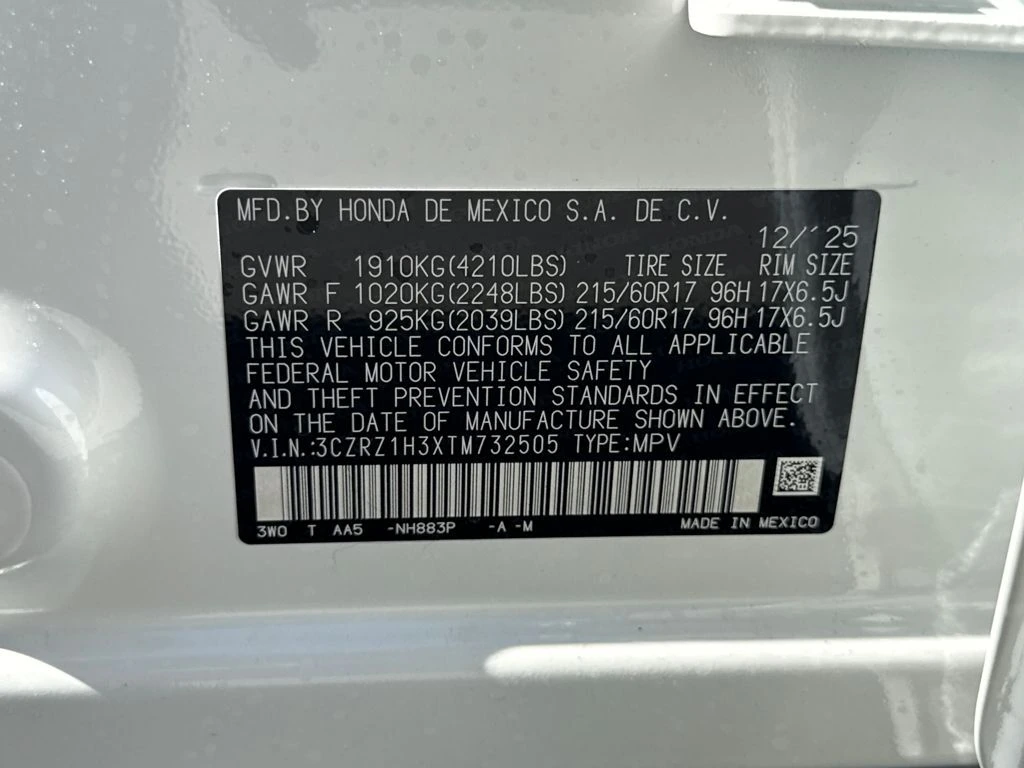 MFD.BY HONDA DE MEXICO S.A. DE C.V.
12/'25
GVWR 1910KG(4210LBS) TIRE SIZE RIM SIZE
GAWR F 1020KG(2248LBS) 215/60R17 96H 17X6.5J
GAWR R 925KG(2039LBS) 215/60R17 96H 17X6.5J
THIS VEHICLE CONFORMS TO ALL APPLICABLE
FEDERAL MOTOR VEHICLE SAFETY
AND THEFT PREVENTION STANDARDS IN EFFECT
ON THE DATE OF MANUFACTURE SHOWN ABOVE.
V.I.N.:3CZRZ1H3XTM732505 TYPE:MPV
3W0 T AA5 -NH883P -A -M MADE IN MEXICO